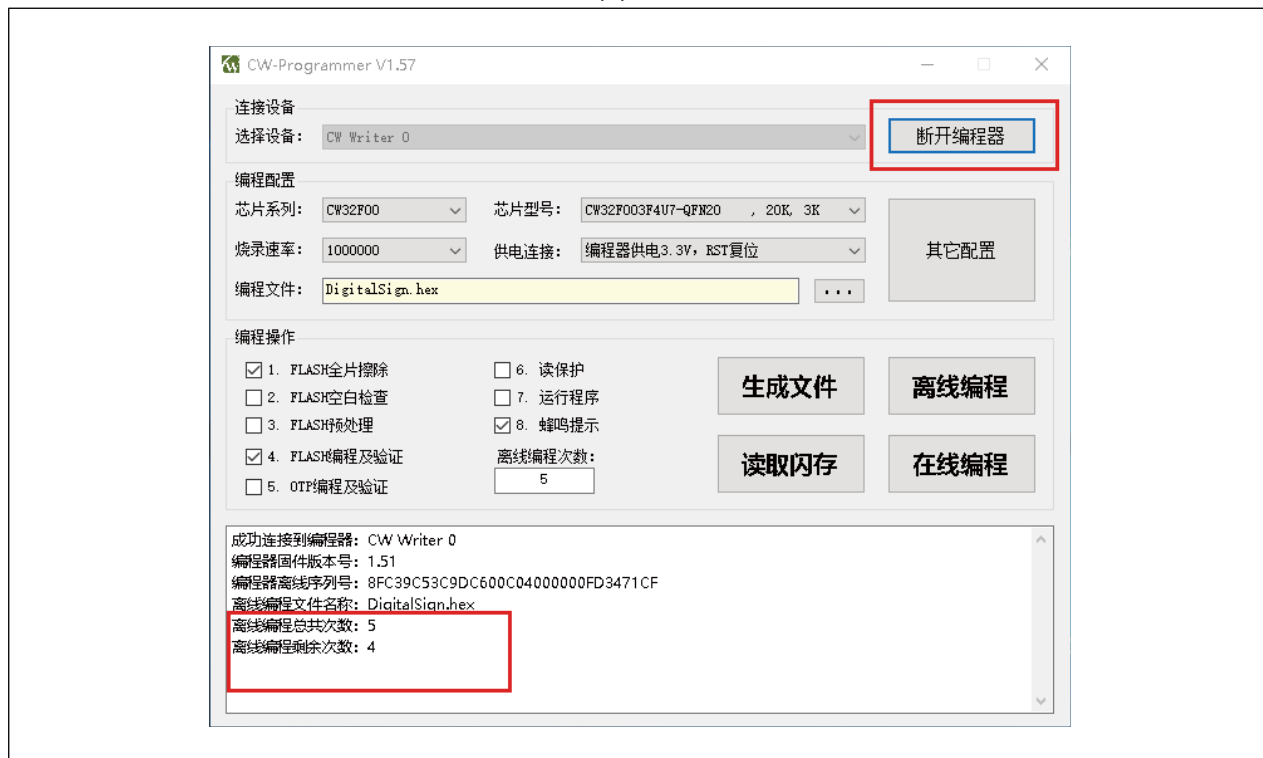 CW-Programmer V1.57
连接设备
选择设备： CW Writer 0
断开编程器
编程配置
芯片系列： CW32F00 芯片型号： CW32F003F4U7-QFN20 , 20K, 3K
烧录速率： 1000000 供电连接： 编程器供电3.3V，RST复位
其它配置
编程文件： DigitalSign.hex ...
编程操作
1. FLASH全片擦除 6. 读保护
2. FLASH空白检查 7. 运行程序
3. FLASH预处理 8. 蜂鸣提示
4. FLASH编程及验证 离线编程次数：
5. OTP编程及验证 5
生成文件 离线编程
读取闪存 在线编程
成功连接到编程器：CW Writer 0
编程器固件版本号：1.51
编程器离线序列号：8FC39C53C9DC600C04000000FD3471CF
离线编程文件名称：DigitalSign.hex
离线编程总共次数：5
离线编程剩余次数：4